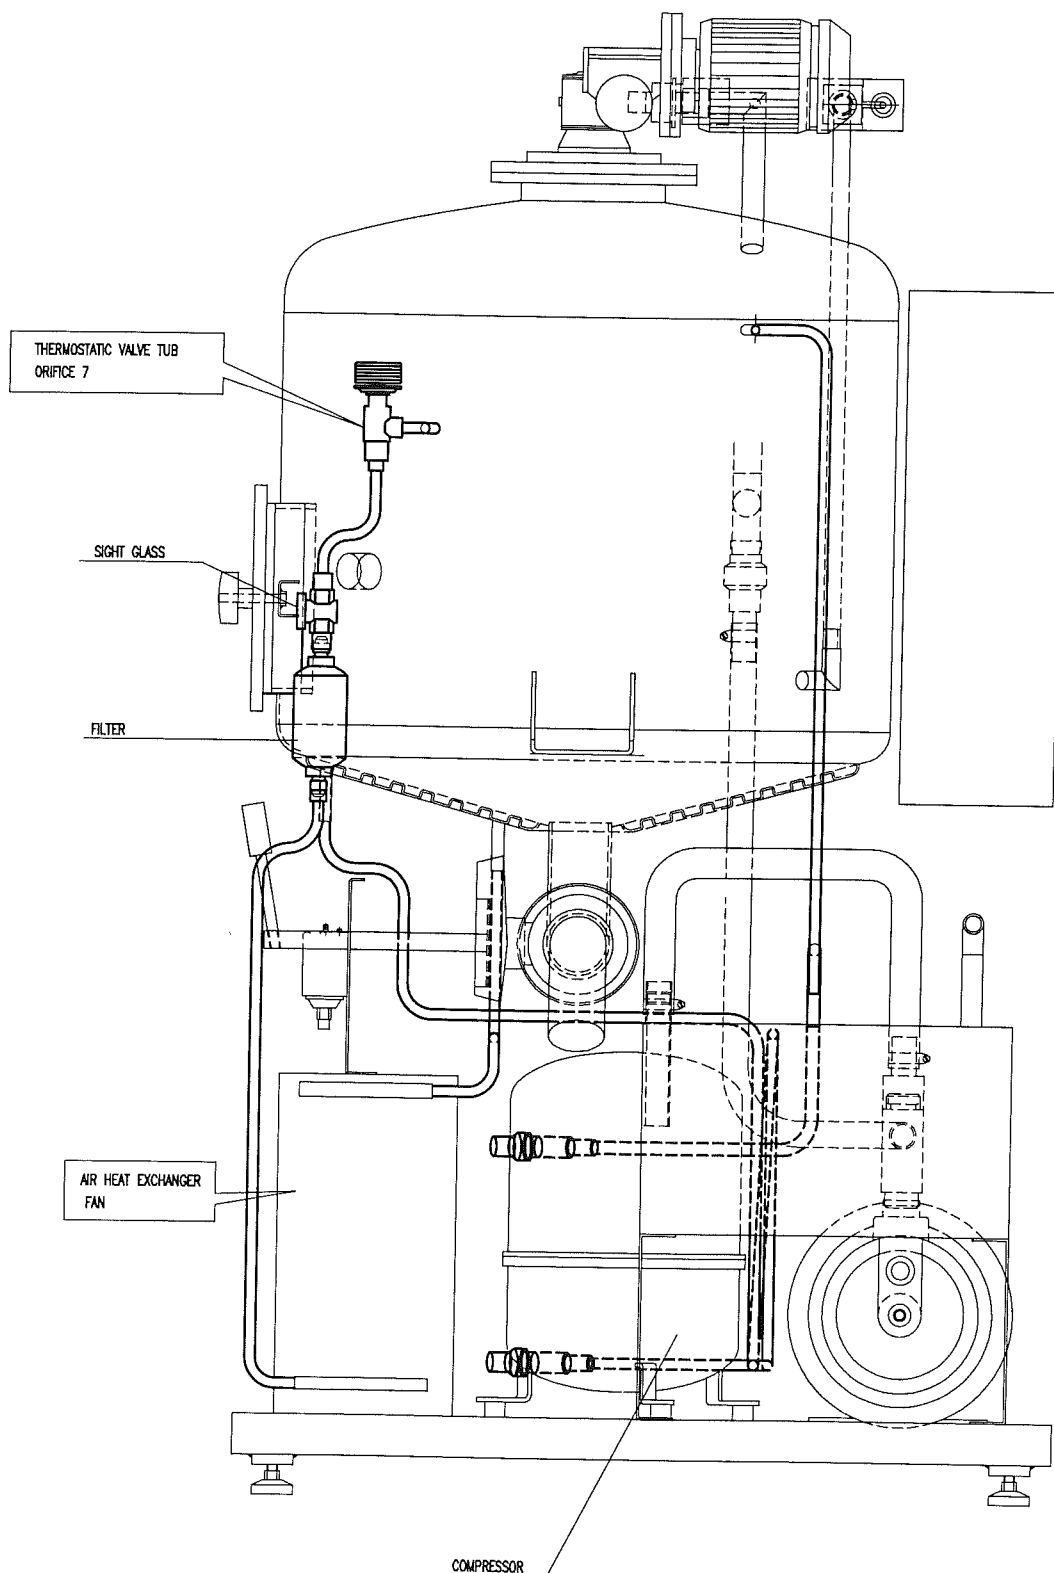 THERMOSTATIC VALVE TUB
ORIFICE 7
SIGHT GLASS
FILTER
AIR HEAT EXCHANGER
FAN
COMPRESSOR